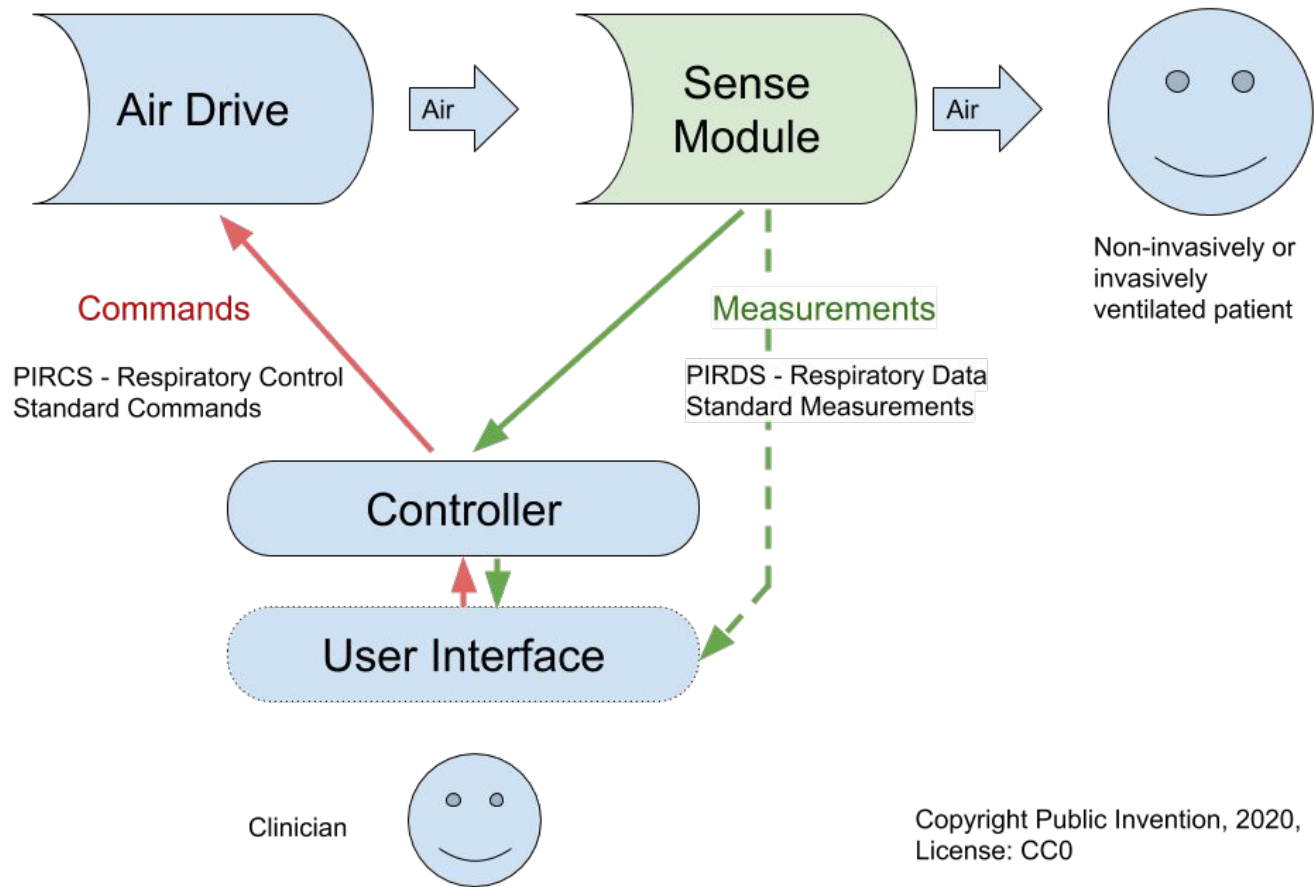 Air Drive
Air
Sense
Module
Air
Non-invasively or
invasively
ventilated patient
Commands
PIRCS - Respiratory Control
Standard Commands
Measurements
PIRDS - Respiratory Data
Standard Measurements
Controller
User Interface
Clinician
Copyright Public Invention, 2020,
License: CC0